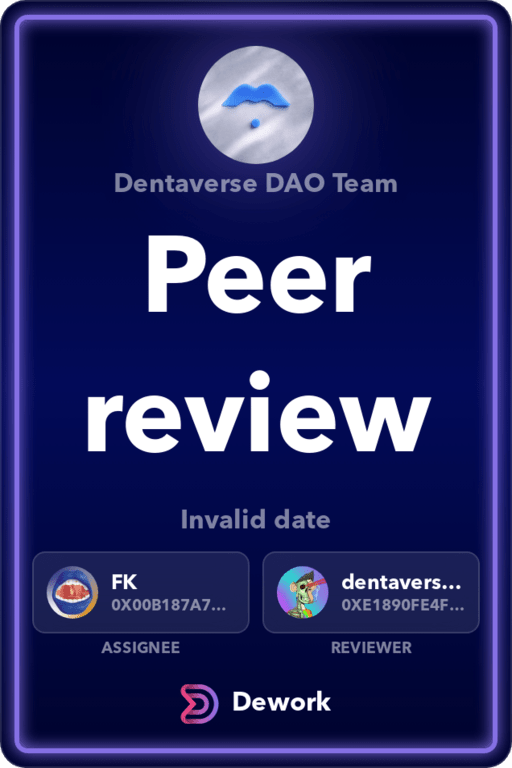 Dentaverse DAO Team
Peer
review
Invalid date
FK
0X00B187A7...
ASSIGNEE
dentavers...
0XE1890FE4F...
REVIEWER
Dework